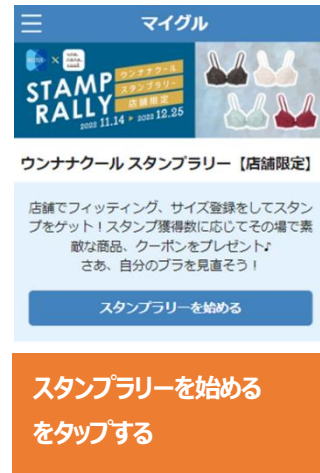 マイグル
×
une
nana
cool
STAMP
RALLY
ウンナナクール
スタンプラリー
店舗限定
2022 11.14 ▶ 2022 12.25
ウンナナクール スタンプラリー【店舗限定】
店舗でフィッティング、サイズ登録をしてスタン
プをゲット！スタンプ獲得数に応じてその場で素
敵な商品、クーポンをプレゼント♪
さあ、自分のブラを見直そう！
スタンプラリーを始める
スタンプラリーを始める
をタップする